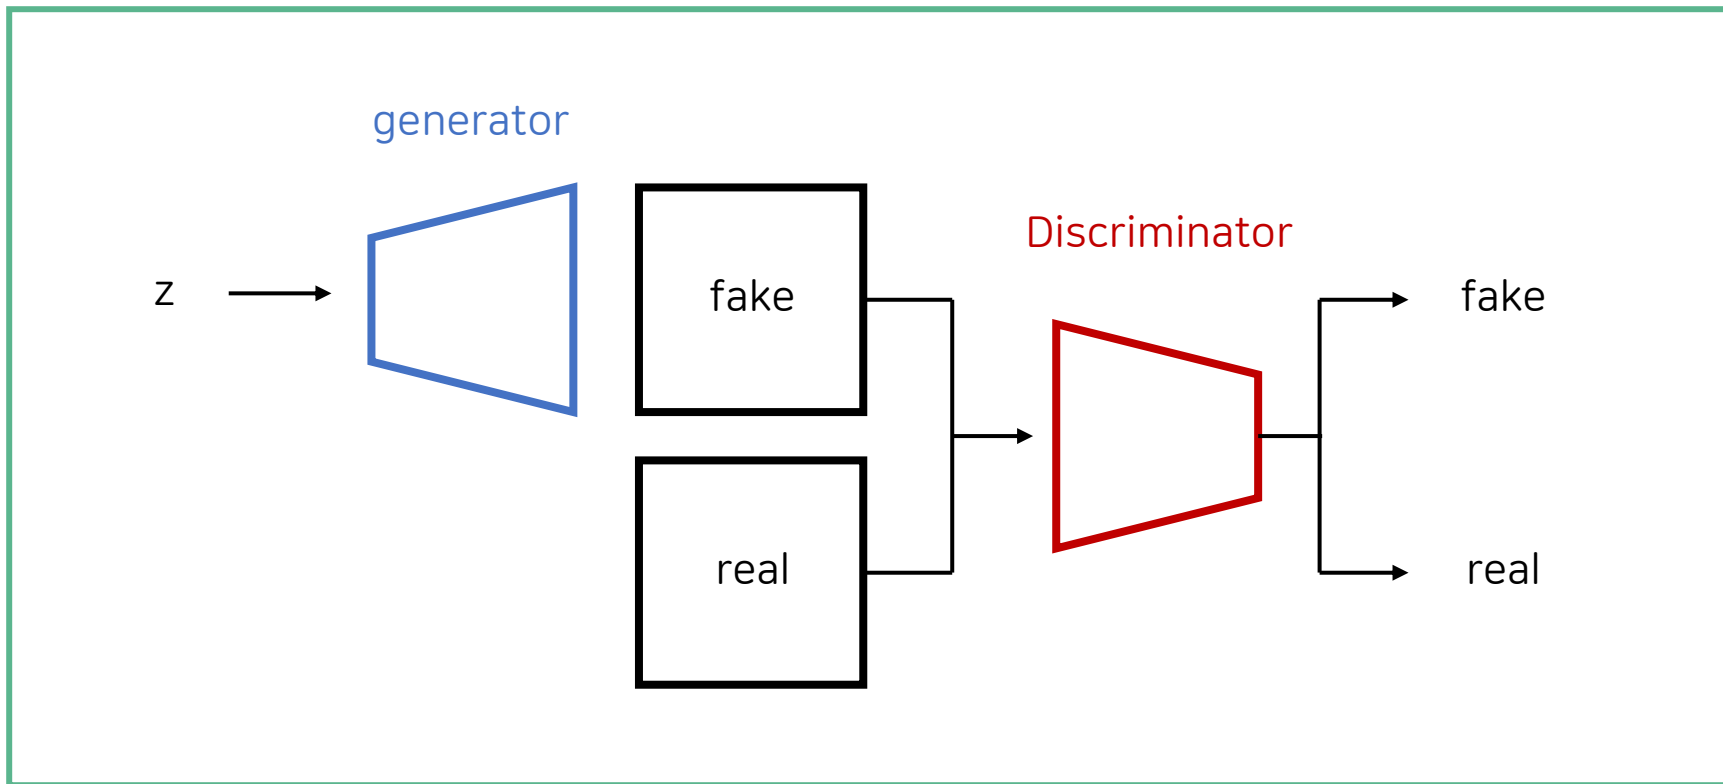 generator
z
fake
real
Discriminator
fake
real